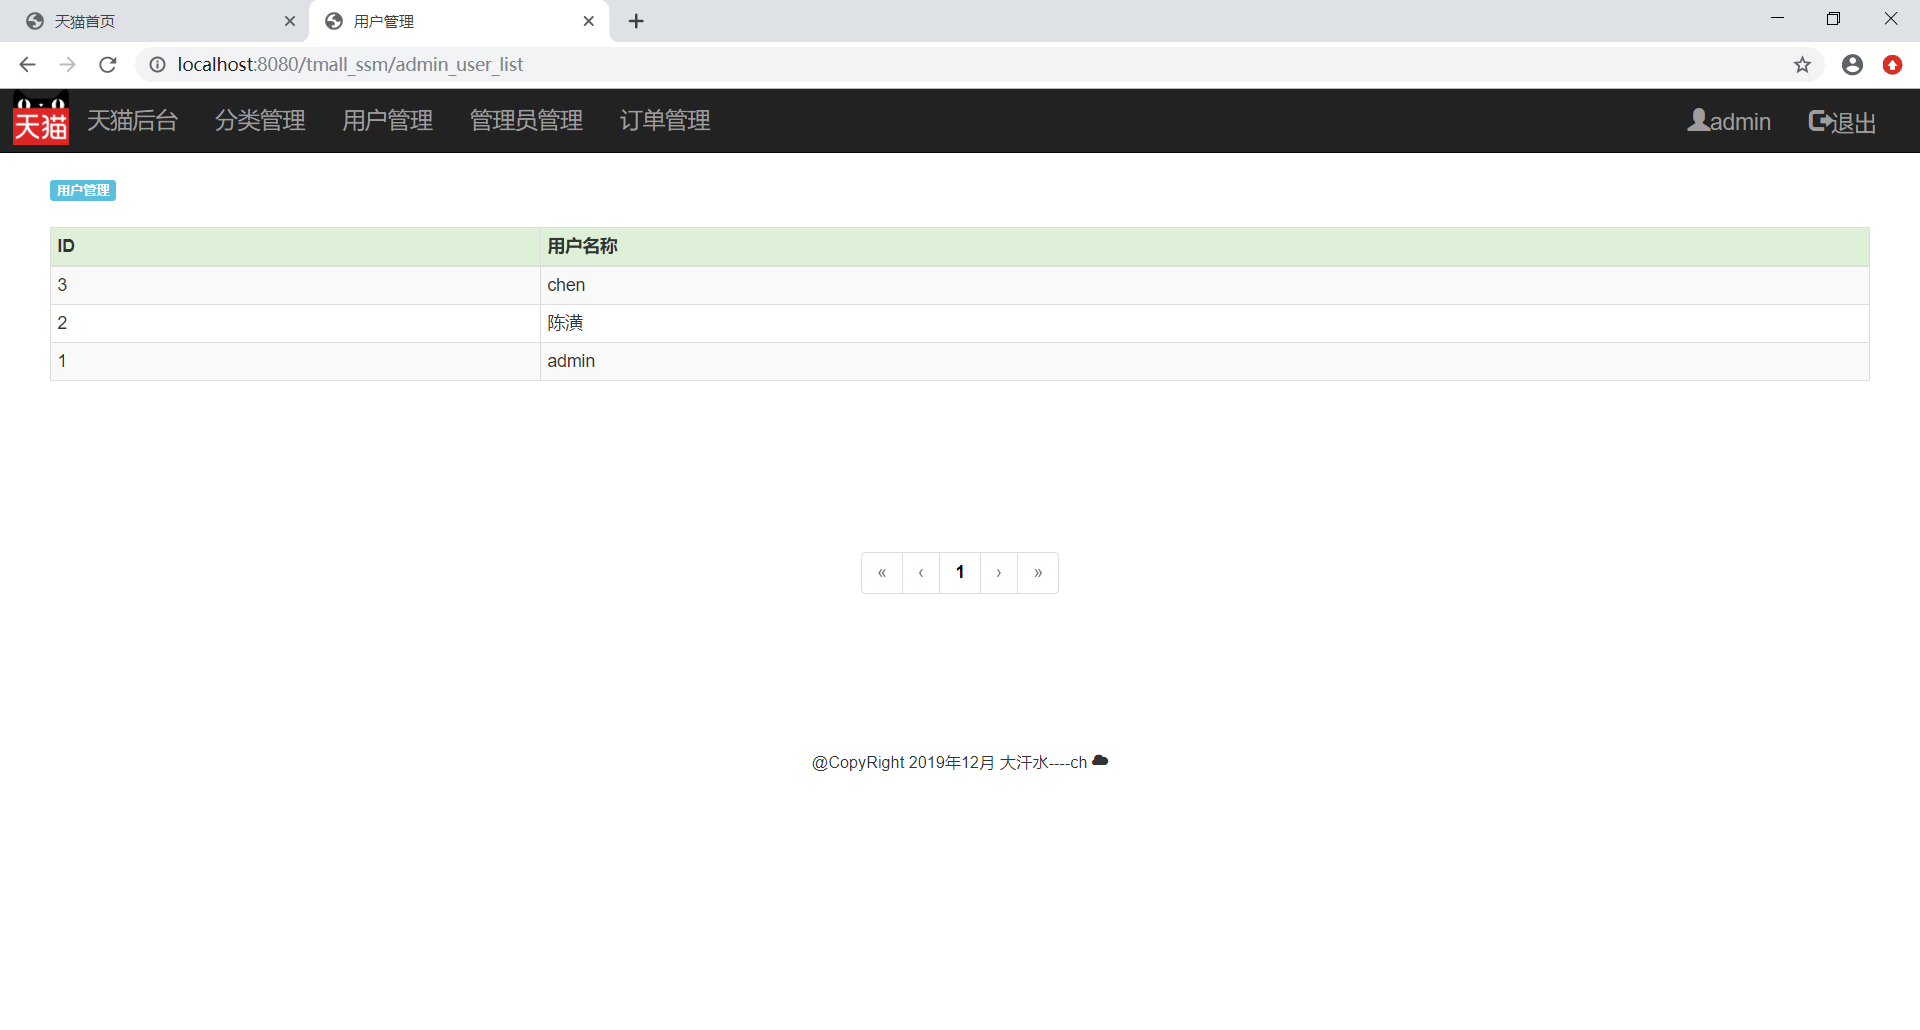 天猫首页
用户管理
localhost:8080/tmall_ssm/admin_user_list
天猫 天猫后台 分类管理 用户管理 管理员管理 订单管理 admin 退出
用户管理
ID 用户名称
3 chen
2 陈潢
1 admin
« ‹ 1 › »
@CopyRight 2019年12月 大汗水----ch